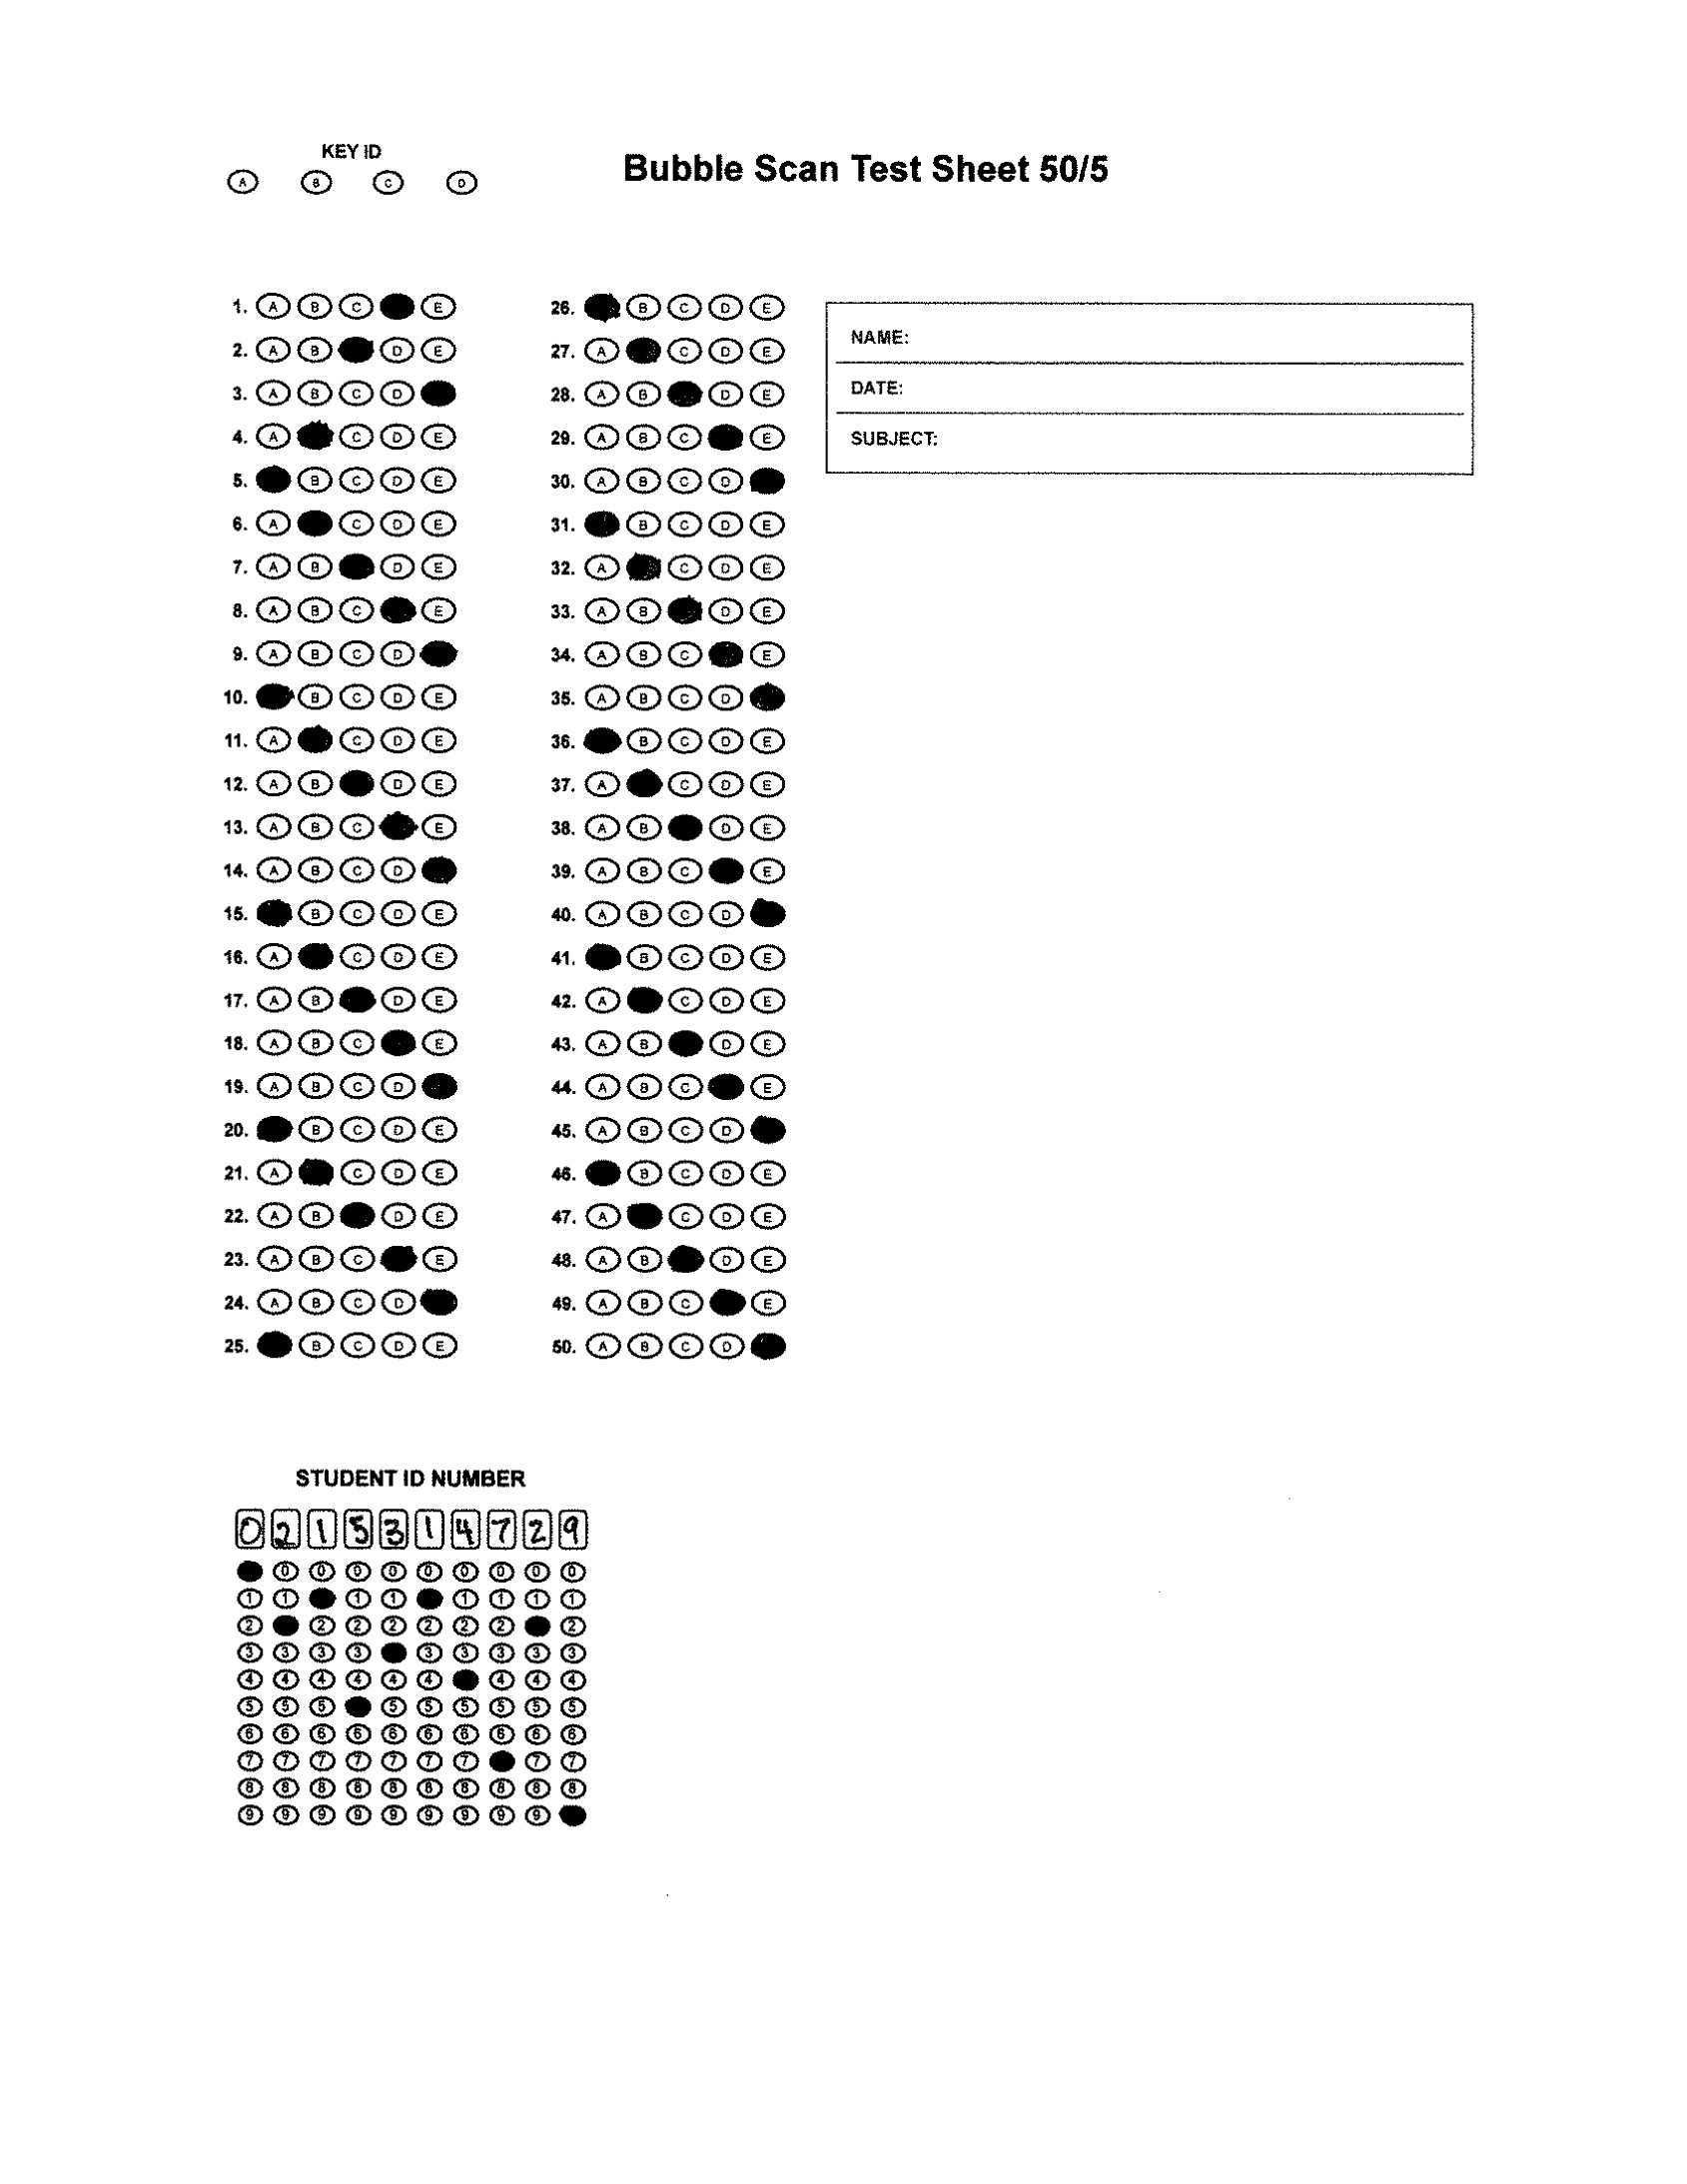 KEY ID
A B C D
Bubble Scan Test Sheet 50/5
1. A B C E
2. A B D E
3. A B C D
4. A C D E
5. B C D E
6. A C D E
7. A B D E
8. A B C E
9. A B C D
10. B C D E
11. A C D E
12. A B D E
13. A B C E
14. A B C D
15. B C D E
16. A C D E
17. A B D E
18. A B C E
19. A B C D
20. B C D E
21. A C D E
22. A B D E
23. A B C E
24. A B C D
25. B C D E
26. B C D E
27. A C D E
28. A B D E
29. A B C E
30. A B C D
31. B C D E
32. A C D E
33. A B D E
34. A B C E
35. A B C D
36. B C D E
37. A C D E
38. A B D E
39. A B C E
40. A B C D
41. B C D E
42. A C D E
43. A B D E
44. A B C E
45. A B C D
46. B C D E
47. A C D E
48. A B D E
49. A B C E
50. A B C D
NAME:
DATE:
SUBJECT:
STUDENT ID NUMBER
0 2 1 5 3 1 4 7 2 9
0 0 0 0 0 0 0 0 0
1 1 1 1 1 1 1 1
2 2 2 2 2 2 2 2
3 3 3 3 3 3 3 3 3
4 4 4 4 4 4 4 4 4
5 5 5 5 5 5 5 5 5
6 6 6 6 6 6 6 6 6 6
7 7 7 7 7 7 7 7 7
8 8 8 8 8 8 8 8 8 8
9 9 9 9 9 9 9 9 9